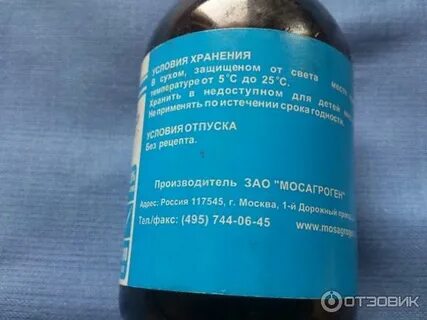 УСЛОВИЯ ХРАНЕНИЯ
В сухом, защищенном от света месте
температуре от 5°С до 25°С.
Хранить в недоступном для детей
Не применять по истечении срока годности.
УСЛОВИЯ ОТПУСКА
Без рецепта.
Производитель ЗАО "МОСАГРОГЕН"
Адрес: Россия 117545, г. Москва, 1-й Дорожный
Тел./факс: (495) 744-06-45 www.mosagrogen
ОТЗОВИК